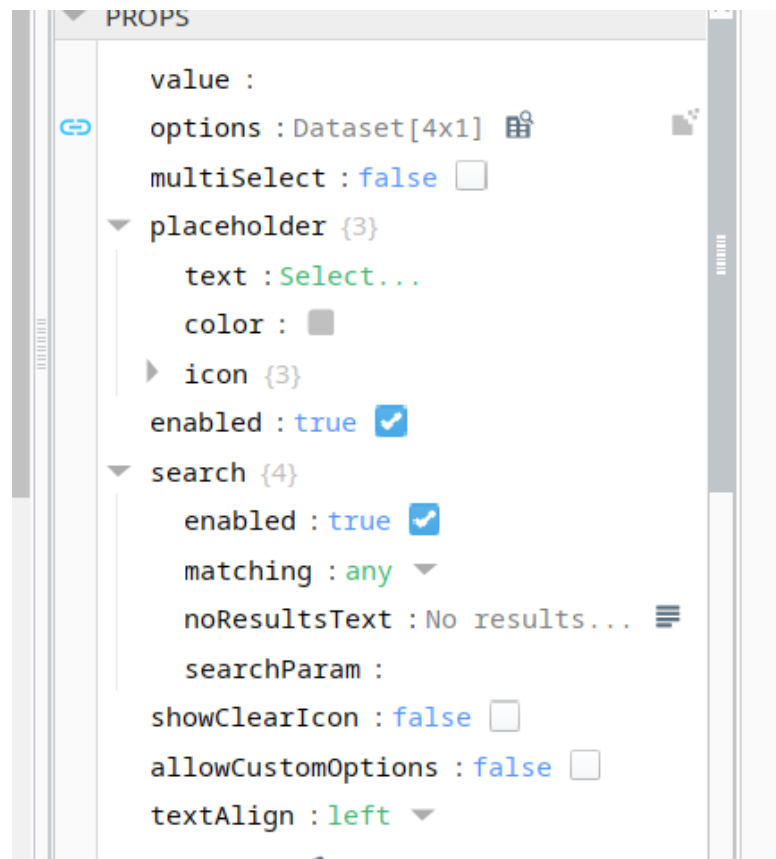 PROPS
value :
options : Dataset[4x1]
multiSelect : false
placeholder {3}
text : Select...
color :
icon {3}
enabled : true
search {4}
enabled : true
matching : any
noResultsText : No results...
searchParam :
showClearIcon : false
allowCustomOptions : false
textAlign : left